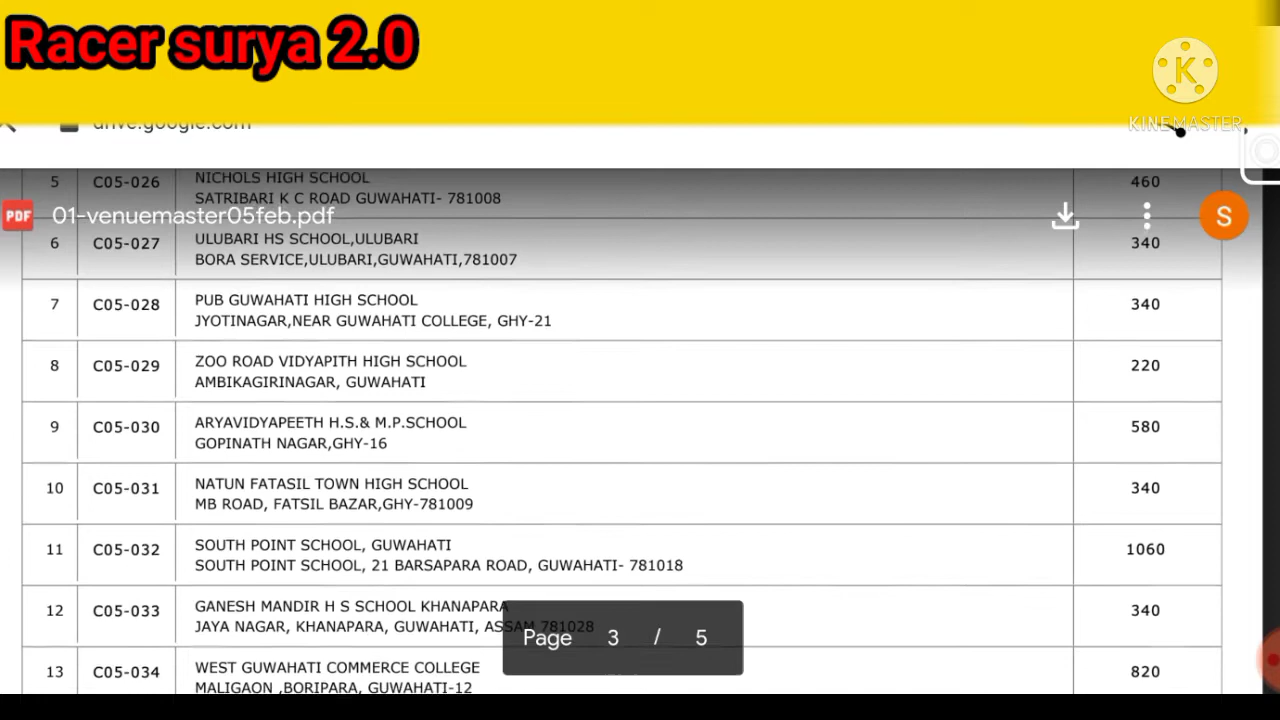 Racer surya 2.0
K
KINEMASTER
drive.google.com
5 C05-026 NICHOLS HIGH SCHOOL 460
SATRIBARI K C ROAD GUWAHATI- 781008
PDF 01-venuemaster05feb.pdf S
6 C05-027 ULUBARI HS SCHOOL,ULUBARI 340
BORA SERVICE,ULUBARI,GUWAHATI,781007
7 C05-028 PUB GUWAHATI HIGH SCHOOL 340
JYOTINAGAR,NEAR GUWAHATI COLLEGE, GHY-21
8 C05-029 ZOO ROAD VIDYAPITH HIGH SCHOOL 220
AMBIKAGIRINAGAR, GUWAHATI
9 C05-030 ARYAVIDYAPEETH H.S.& M.P.SCHOOL 580
GOPINATH NAGAR,GHY-16
10 C05-031 NATUN FATASIL TOWN HIGH SCHOOL 340
MB ROAD, FATSIL BAZAR,GHY-781009
11 C05-032 SOUTH POINT SCHOOL, GUWAHATI 1060
SOUTH POINT SCHOOL, 21 BARSAPARA ROAD, GUWAHATI- 781018
12 C05-033 GANESH MANDIR H S SCHOOL KHANAPARA 340
JAYA NAGAR, KHANAPARA, GUWAHATI, ASSAM 781028
Page 3 / 5
13 C05-034 WEST GUWAHATI COMMERCE COLLEGE 820
MALIGAON ,BORIPARA, GUWAHATI-12